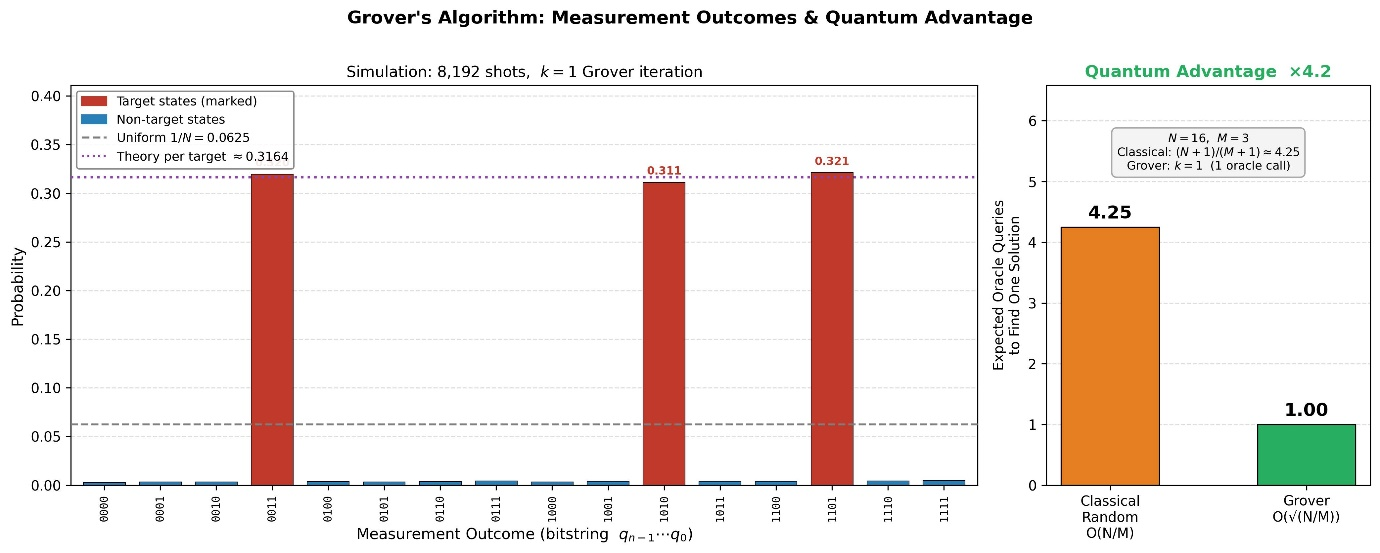 Grover's Algorithm: Measurement Outcomes & Quantum Advantage
Simulation: 8,192 shots, k = 1 Grover iteration
Probability
0.40
0.35
0.30
0.25
0.20
0.15
0.10
0.05
0.00
Target states (marked)
Non-target states
Uniform 1/N = 0.0625
Theory per target ≈ 0.3164
0.311
0.321
0000
0001
0010
0011
0100
0101
0110
0111
1000
1001
1010
1011
1100
1101
1110
1111
Measurement Outcome (bitstring qₙ₋₁⋯q₀)
Quantum Advantage ×4.2
Expected Oracle Queries
to Find One Solution
6
5
4
3
2
1
0
N = 16, M = 3
Classical: (N + 1)/(M + 1) ≈ 4.25
Grover: k = 1 (1 oracle call)
4.25
1.00
Classical
Random
O(N/M)
Grover
O(√(N/M))